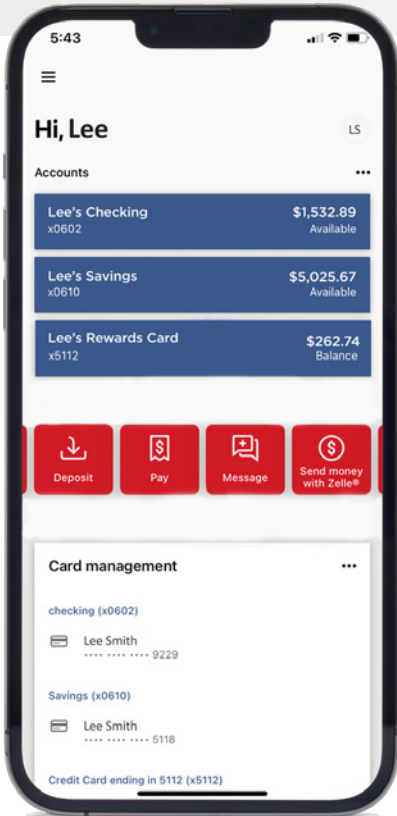 5:43
Hi, Lee
LS
Accounts
Lee's Checking
$1,532.89
x0602
Available
Lee's Savings
$5,025.67
x0610
Available
Lee's Rewards Card
$262.74
x5112
Balance
Deposit
Pay
Message
Send money
with Zelle®
Card management
checking (x0602)
Lee Smith
•••• •••• •••• 9229
Savings (x0610)
Lee Smith
•••• •••• •••• 5118
Credit Card ending in 5112 (x5112)